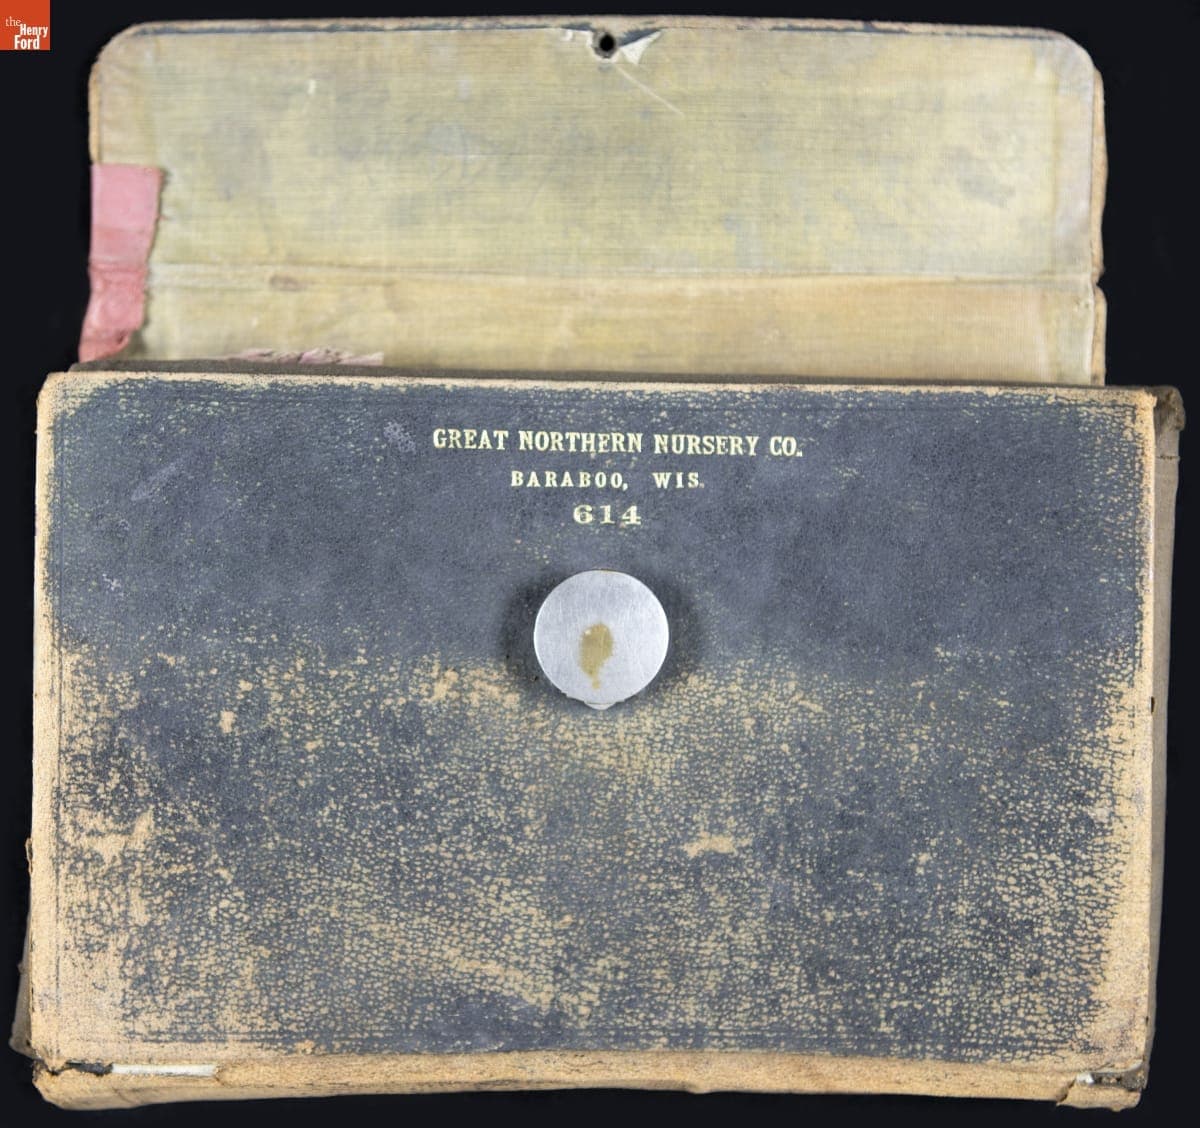 the
Henry
Ford
GREAT NORTHERN NURSERY CO.
BARABOO, WIS.
614